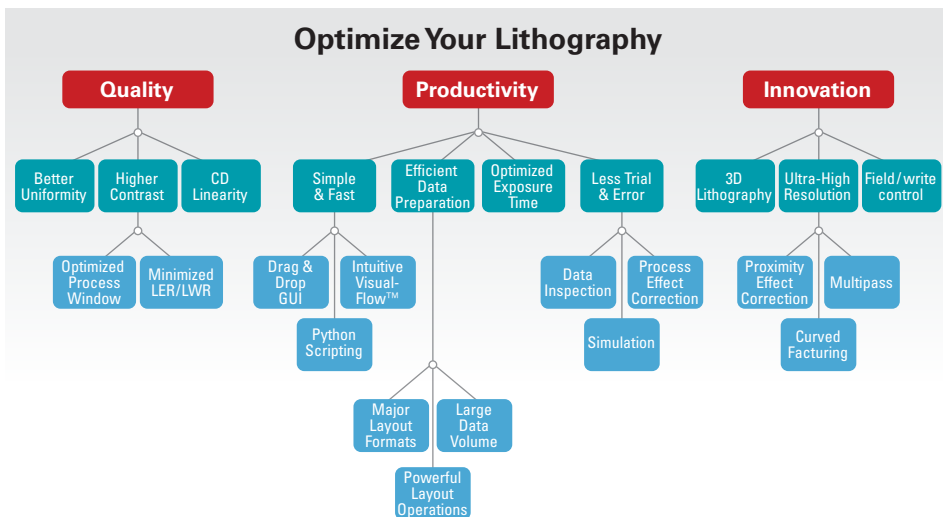 Optimize Your Lithography
Quality
Productivity
Innovation
Better
Uniformity
Higher
Contrast
CD
Linearity
Simple
& Fast
Efficient
Data
Preparation
Optimized
Exposure
Time
Less Trial
& Error
3D
Lithography
Ultra-High
Resolution
Field/write
control
Optimized
Process
Window
Minimized
LER/LWR
Drag &
Drop
GUI
Intuitive
Visual-
Flow™
Python
Scripting
Data
Inspection
Process
Effect
Correction
Simulation
Proximity
Effect
Correction
Multipass
Curved
Facturing
Major
Layout
Formats
Large
Data
Volume
Powerful
Layout
Operations